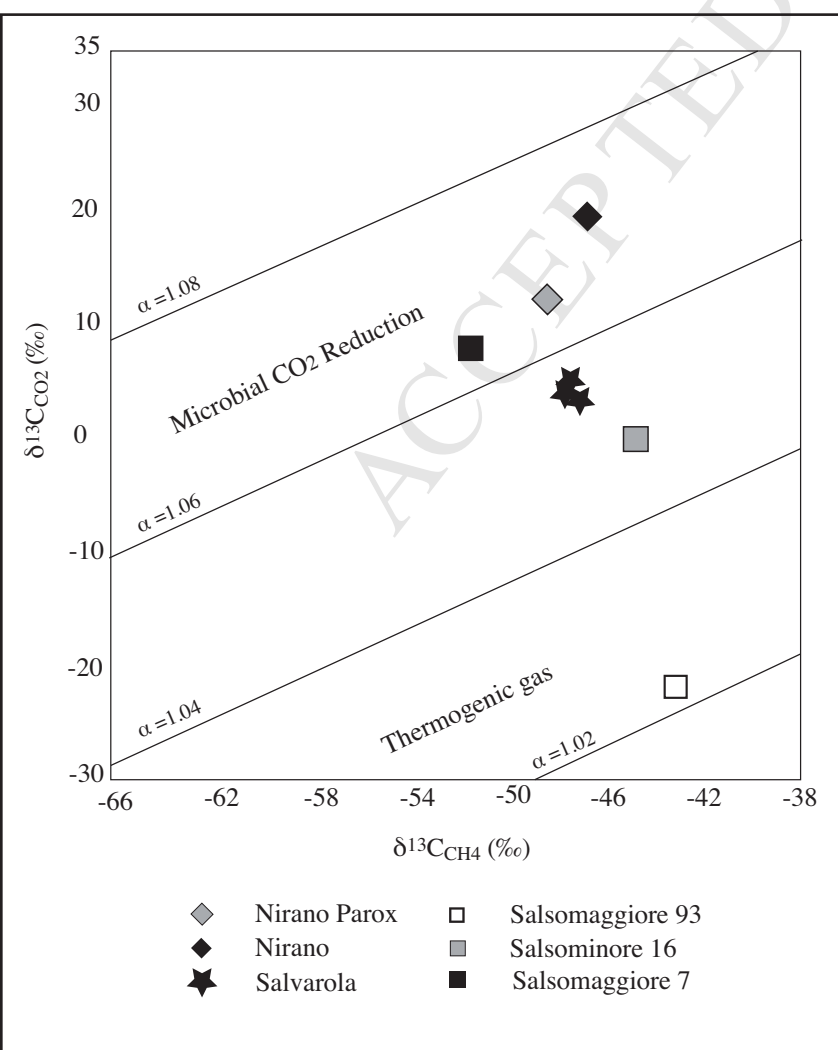 35
30
20
10
0
-10
-20
-30
δ13CCO2 (‰)
α =1.08
α =1.06
α =1.04
α =1.02
Microbial CO2 Reduction
Thermogenic gas
ACCEPTED
-66 -62 -58 -54 -50 -46 -42 -38
δ13CCH4 (‰)
Nirano Parox
Nirano
Salvarola
Salsomaggiore 93
Salsominore 16
Salsomaggiore 7